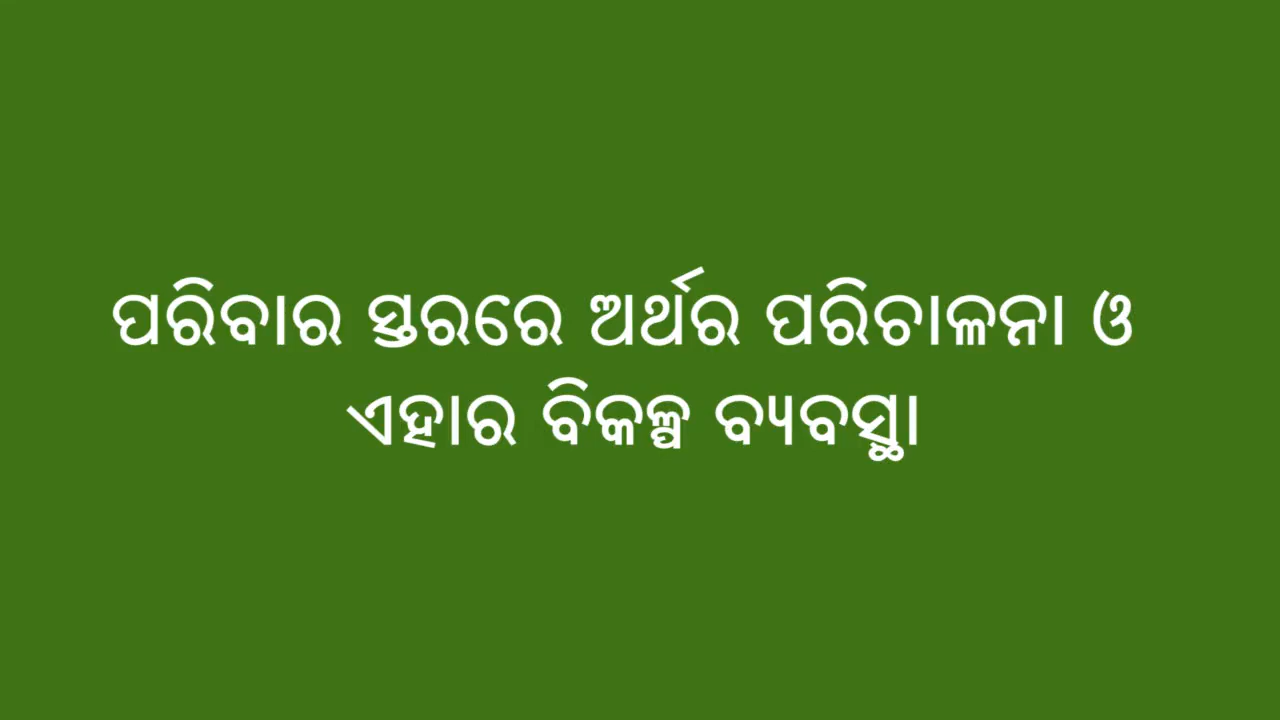 ପରିବାର ସ୍ତରରେ ଅର୍ଥର ପରିଚାଳନା ଓ
ଏହାର ବିକଳ୍ପ ବ୍ୟବସ୍ଥା